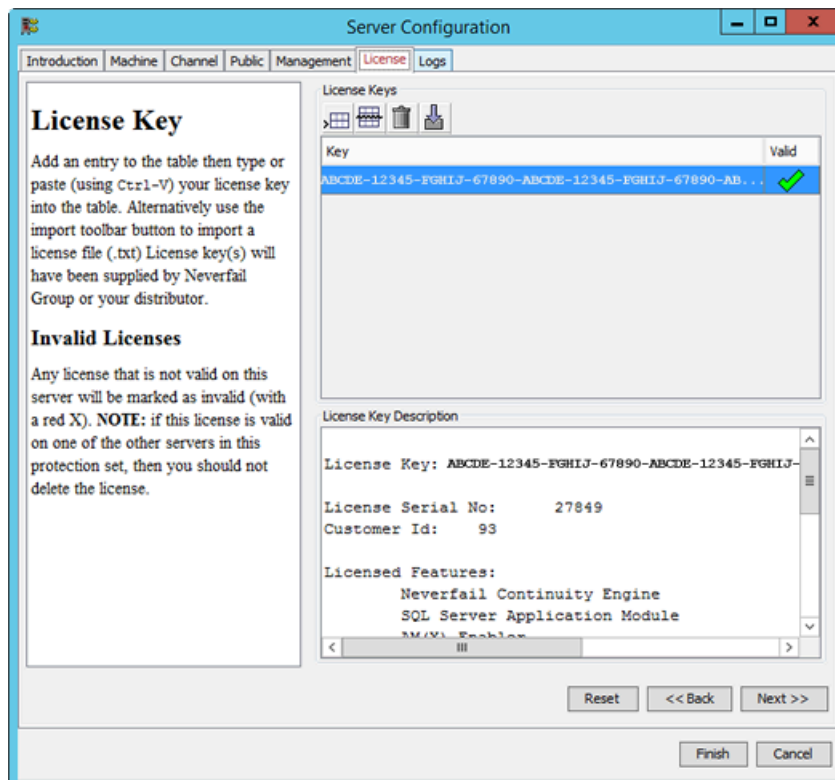 Server Configuration
Introduction Machine Channel Public Management License Logs
License Key
Add an entry to the table then type or
paste (using Ctrl-V) your license key
into the table. Alternatively use the
import toolbar button to import a
license file (.txt) License key(s) will
have been supplied by Neverfail
Group or your distributor.
Invalid Licenses
Any license that is not valid on this
server will be marked as invalid (with
a red X). NOTE: if this license is valid
on one of the other servers in this
protection set, then you should not
delete the license.
License Keys
Key Valid
ABCDE-12345-FGHIJ-67890-ABCDE-12345-FGHIJ-67890-AB...
License Key Description
License Key: ABCDE-12345-FGHIJ-67890-ABCDE-12345-FGHIJ-
License Serial No: 27849
Customer Id: 93
Licensed Features:
Neverfail Continuity Engine
SQL Server Application Module
AM(X) Enabler
Reset << Back Next >>
Finish Cancel